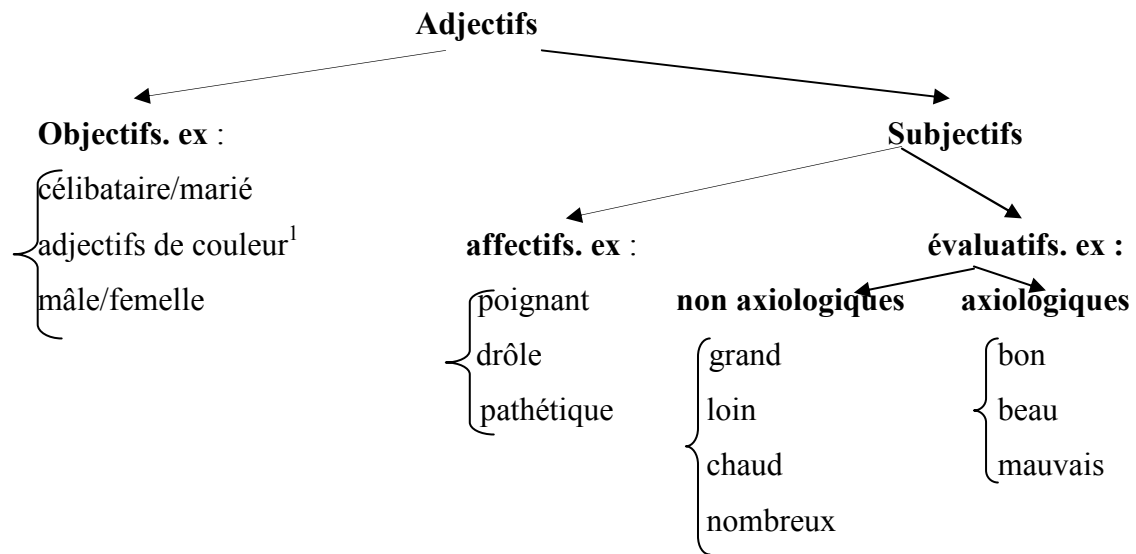 Adjectifs
Objectifs. ex :
célibataire/marié
adjectifs de couleur1
mâle/femelle
Subjectifs
affectifs. ex :
poignant
drôle
pathétique
évaluatifs. ex :
non axiologiques
grand
loin
chaud
nombreux
axiologiques
bon
beau
mauvais